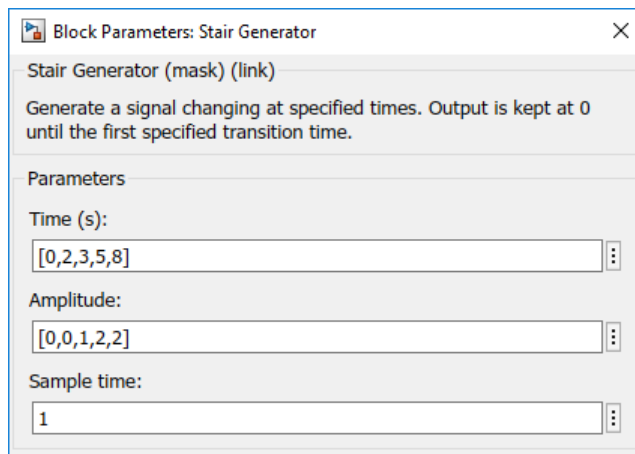 Block Parameters: Stair Generator
Stair Generator (mask) (link)
Generate a signal changing at specified times. Output is kept at 0
until the first specified transition time.
Parameters
Time (s):
[0,2,3,5,8]
Amplitude:
[0,0,1,2,2]
Sample time:
1